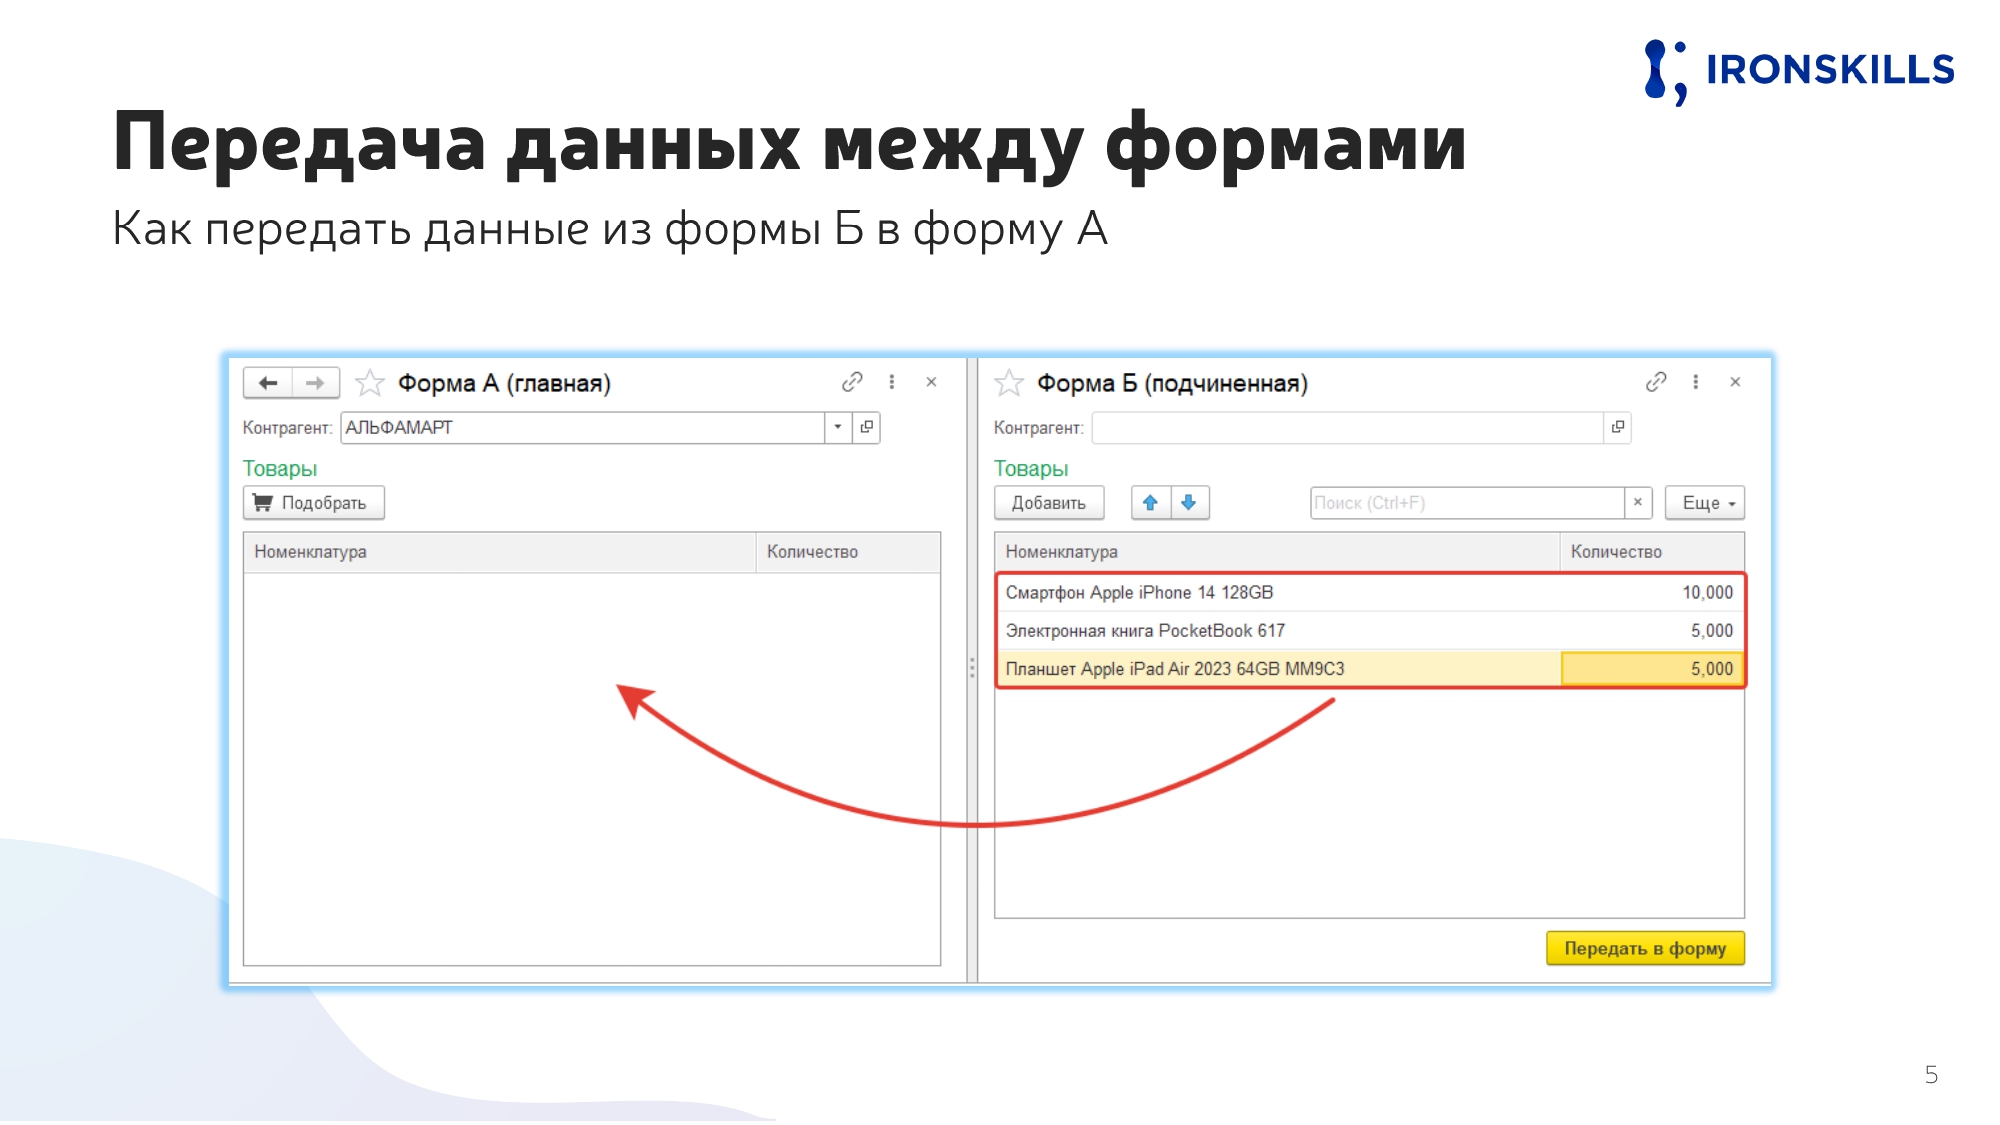 IRONSKILLS
Передача данных между формами
Как передать данные из формы Б в форму А
Форма А (главная)
Контрагент: АЛЬФАМАРТ
Товары
Подобрать
Номенклатура Количество
Форма Б (подчиненная)
Контрагент:
Товары
Добавить Поиск (Ctrl+F) Еще
Номенклатура Количество
Смартфон Apple iPhone 14 128GB 10,000
Электронная книга PocketBook 617 5,000
Планшет Apple iPad Air 2023 64GB MM9C3 5,000
Передать в форму
5